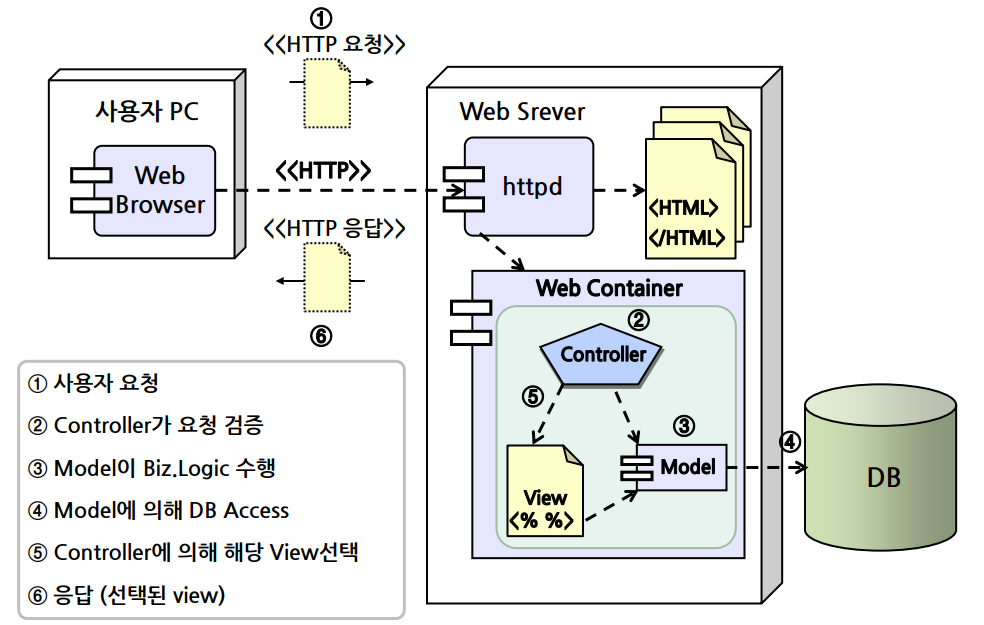 ①
<<HTTP 요청>>
사용자 PC
Web
Browser
<<HTTP>>
<<HTTP 응답>>
⑥
Web Srever
httpd
<HTML>
</HTML>
Web Container
②
Controller
⑤
③
Model
View
<% %>
④
DB
① 사용자 요청
② Controller가 요청 검증
③ Model이 Biz.Logic 수행
④ Model에 의해 DB Access
⑤ Controller에 의해 해당 View선택
⑥ 응답 (선택된 view)